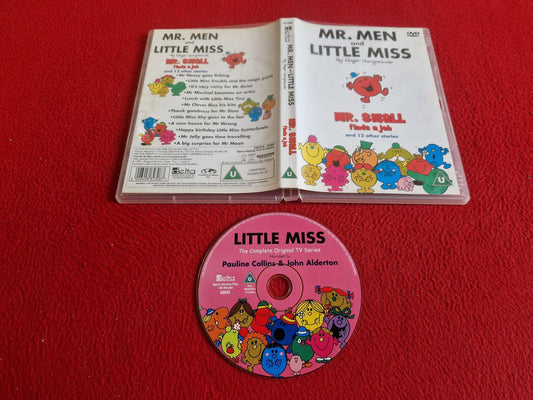 MR. MEN
and
LITTLE MISS
MR. SMALL
finds a job
and 12 other stories
Mr Nosey goes fishing
Little Miss Trouble and the magic
It's very noisy for Mr Quiet
Mr Mischief becomes an artist
Lunch with Little Miss Tiny
Mr Clever flies his kite
Thank goodness for Mr Slow
Little Miss Shy goes to the fair
A new house for Mr Wrong
Happy birthday Little Miss Scatterbrain
Mr Jelly goes time travelling
A big surprise for Mr Mean
Delta
U
MR. MEN and LITTLE MISS
MR. SMALL
finds a job
U
DVD
MR. MEN
and
LITTLE MISS
By Roger Hargreaves
MR. SMALL
finds a job
and 12 other stories
U
LITTLE MISS
The Complete Original TV Series
Narrated by
Pauline Collins & John Alderton
Delta
U